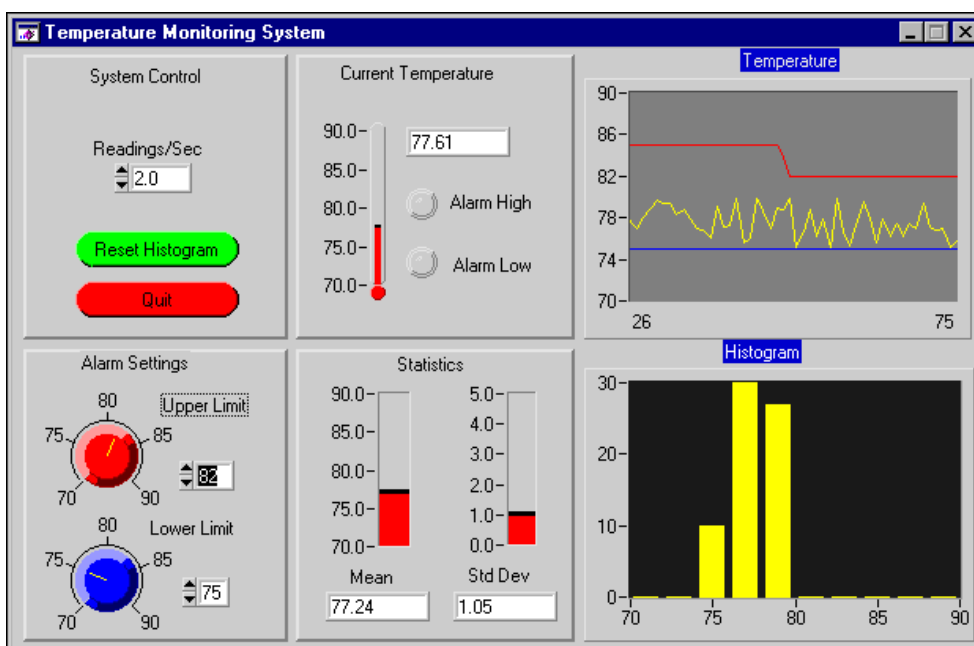 Temperature Monitoring System
System Control
Readings/Sec
2.0
Reset Histogram
Quit
Current Temperature
90.0
85.0
80.0
75.0
70.0
77.61
Alarm High
Alarm Low
Temperature
90
86
82
78
74
70
26 75
Alarm Settings
80
Upper Limit
75 85
82
70 90
80
Lower Limit
75 85
75
70 90
Statistics
90.0 5.0
85.0 4.0
80.0 3.0
2.0
75.0 1.0
70.0 0.0
Mean Std Dev
77.24 1.05
Histogram
30
20
10
0
70 75 80 85 90